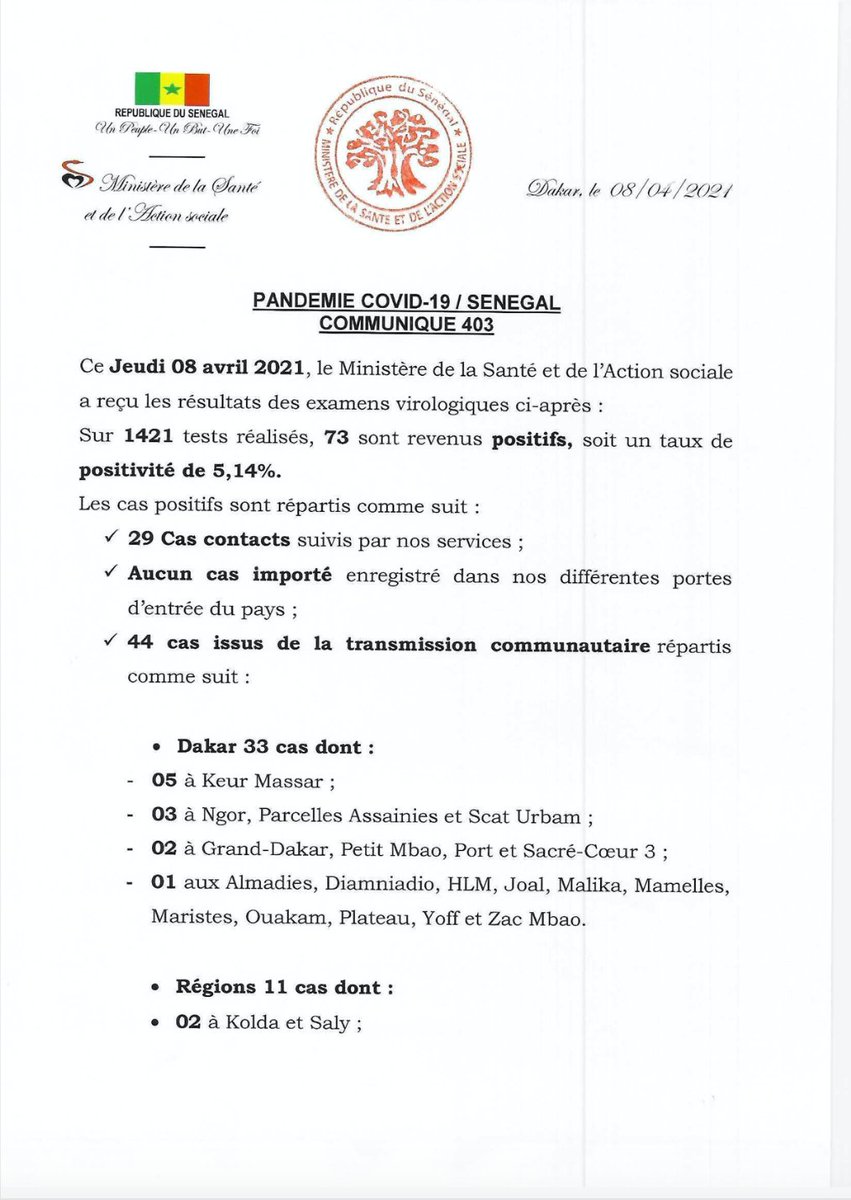 REPUBLIQUE DU SENEGAL
Un Peuple-Un But-Une Foi
Ministère de la Santé
et de l'Action sociale
★ République du Sénégal ★
MINISTÈRE DE LA SANTE ET DE L'ACTION SOCIALE
Dakar, le 08/04/2021
PANDEMIE COVID-19 / SENEGAL
COMMUNIQUE 403
Ce Jeudi 08 avril 2021, le Ministère de la Santé et de l'Action sociale
a reçu les résultats des examens virologiques ci-après :
Sur 1421 tests réalisés, 73 sont revenus positifs, soit un taux de
positivité de 5,14%.
Les cas positifs sont répartis comme suit :
✓ 29 Cas contacts suivis par nos services ;
✓ Aucun cas importé enregistré dans nos différentes portes
d'entrée du pays ;
✓ 44 cas issus de la transmission communautaire répartis
comme suit :
• Dakar 33 cas dont :
- 05 à Keur Massar ;
- 03 à Ngor, Parcelles Assainies et Scat Urbam ;
- 02 à Grand-Dakar, Petit Mbao, Port et Sacré-Cœur 3 ;
- 01 aux Almadies, Diamniadio, HLM, Joal, Malika, Mamelles,
Maristes, Ouakam, Plateau, Yoff et Zac Mbao.
• Régions 11 cas dont :
• 02 à Kolda et Saly ;